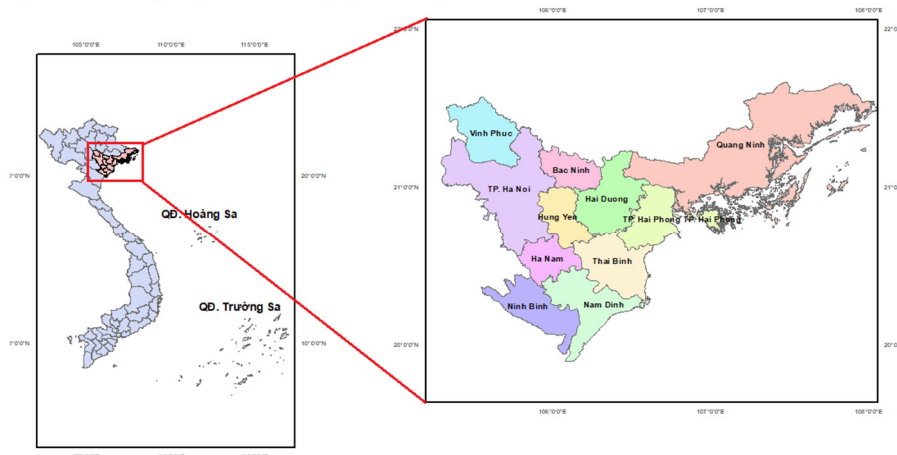 105°0'0"E 110°0'0"E 115°0'0"E
20°0'0"N
QĐ. Hoàng Sa
QĐ. Trường Sa
10°0'0"N
106°0'0"E 107°0'0"E 108°0'0"E
22°0'0"
21°0'0"
20°0'0"
Vinh Phuc
Quang Ninh
Bac Ninh
TP. Ha Noi
Hai Duong
Hung Yen
TP. Hai Phong TP. Hai Phong
Ha Nam
Thai Binh
Ninh Binh
Nam Dinh
106°0'0"E 107°0'0"E 108°0'0"E